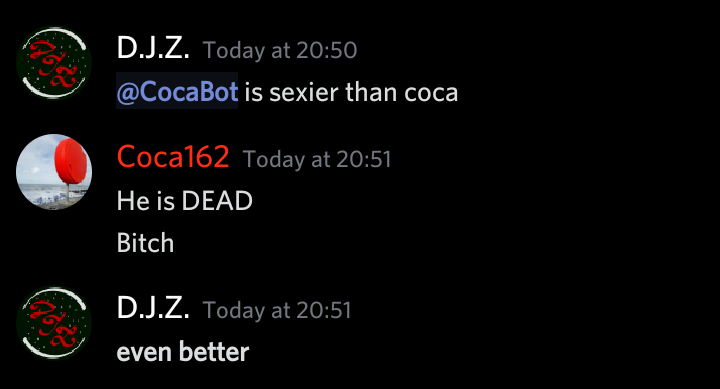 D.J.Z. Today at 20:50
@CocaBot is sexier than coca
Coca162 Today at 20:51
He is DEAD
Bitch
D.J.Z. Today at 20:51
even better